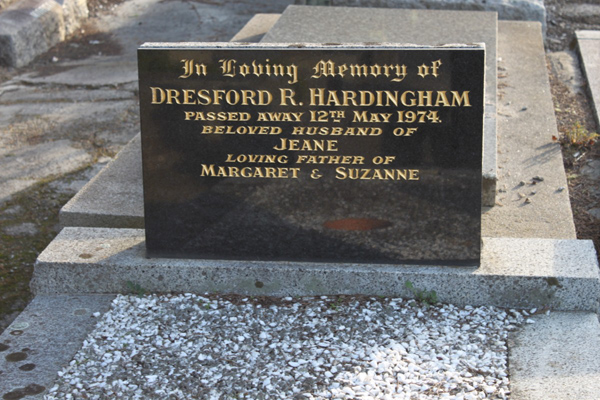 In Loving Memory of
DRESFORD R. HARDINGHAM
PASSED AWAY 12TH MAY 1974.
BELOVED HUSBAND OF
JEANE
LOVING FATHER OF
MARGARET & SUZANNE